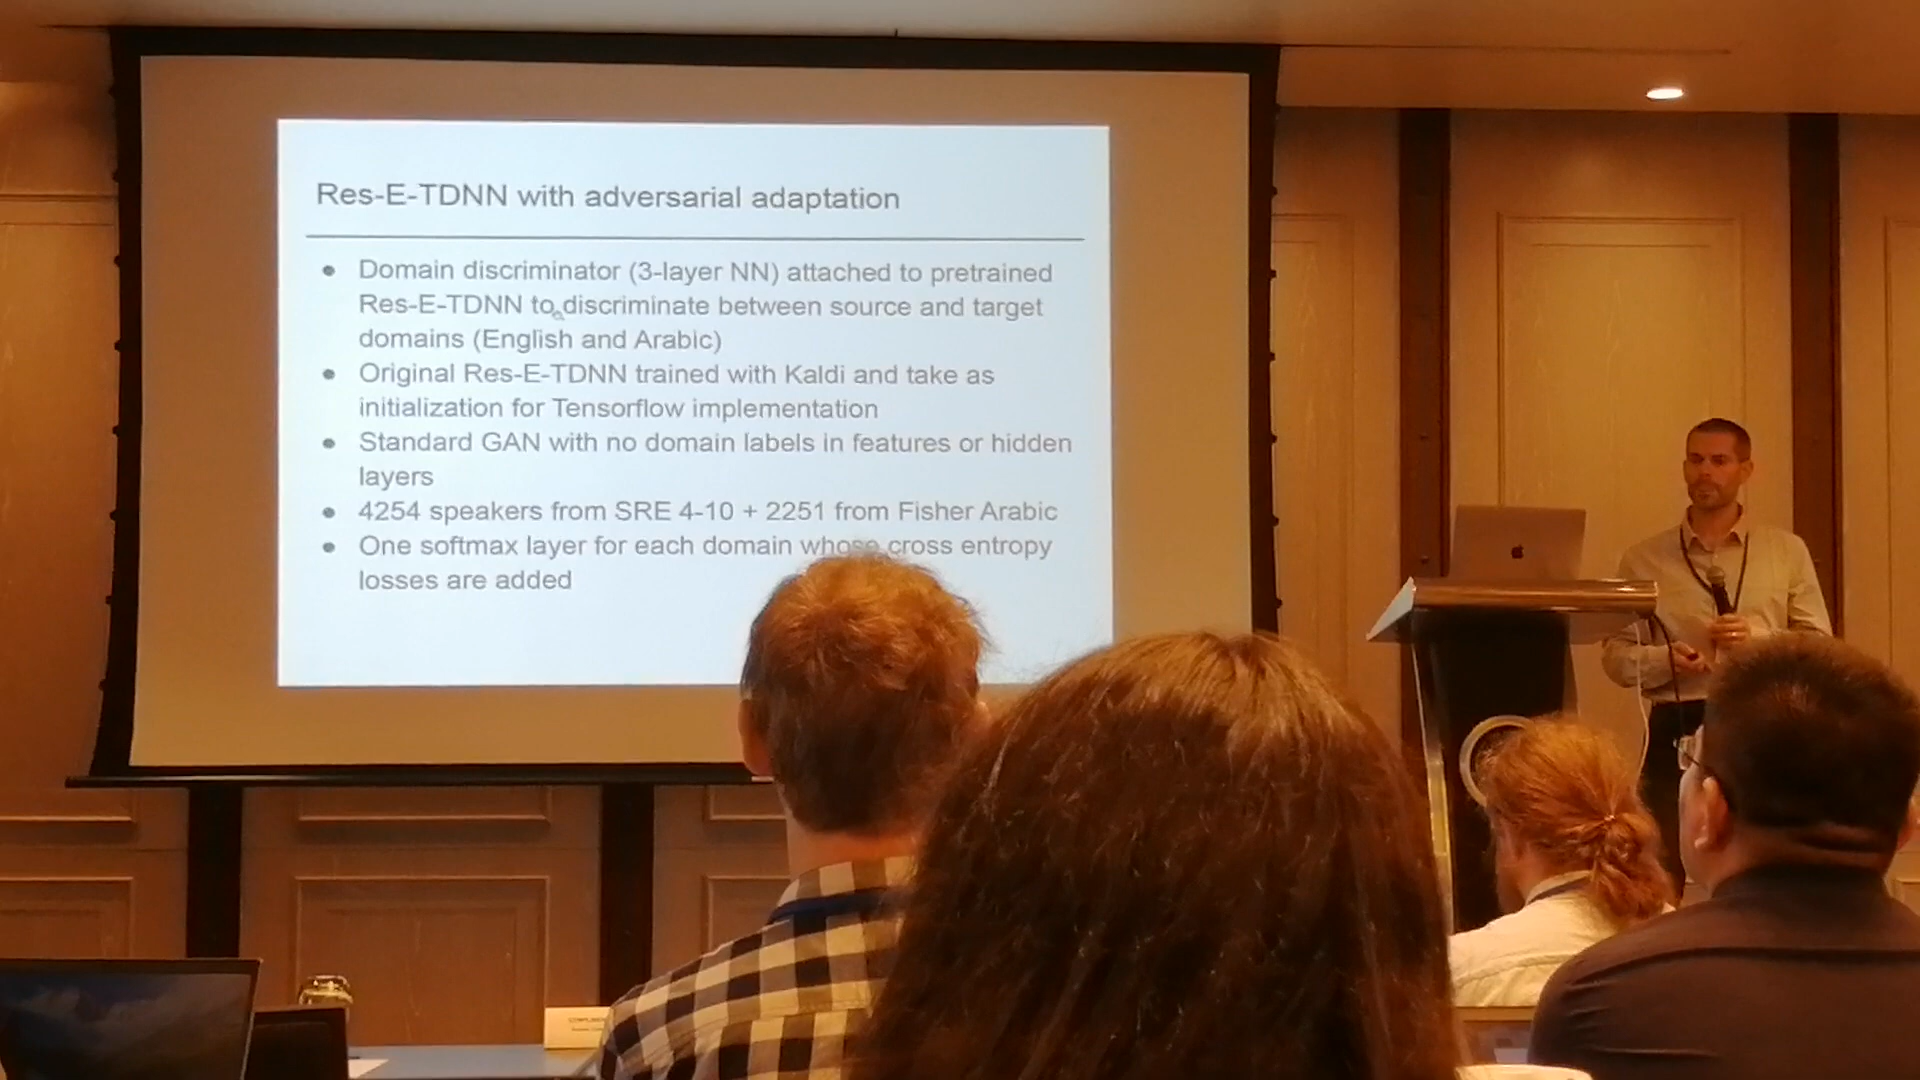 Res-E-TDNN with adversarial adaptation
• Domain discriminator (3-layer NN) attached to pretrained
Res-E-TDNN to discriminate between source and target
domains (English and Arabic)
• Original Res-E-TDNN trained with Kaldi and take as
initialization for Tensorflow implementation
• Standard GAN with no domain labels in features or hidden
layers
• 4254 speakers from SRE 4-10 + 2251 from Fisher Arabic
• One softmax layer for each domain whose cross entropy
losses are added